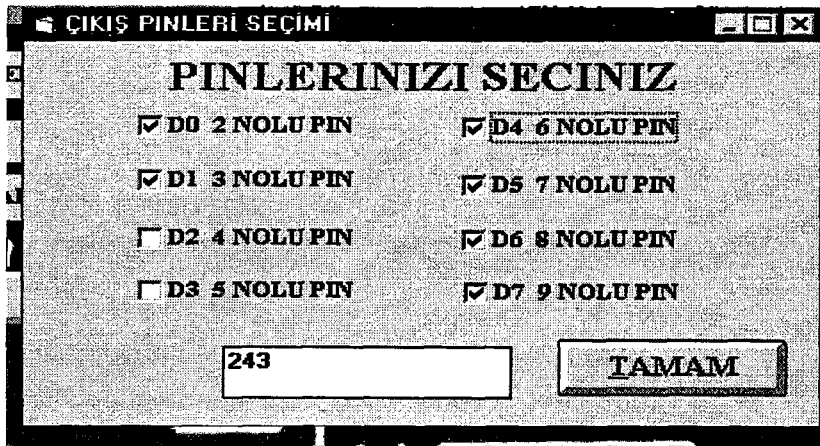 ÇIKIŞ PINLERİ SEÇİMİ
PINLERINIZI SECINIZ
D0 2 NOLU PIN
D4 6 NOLU PIN
D1 3 NOLU PIN
D5 7 NOLU PIN
D2 4 NOLU PIN
D6 8 NOLU PIN
D3 5 NOLU PIN
D7 9 NOLU PIN
243
TAMAM